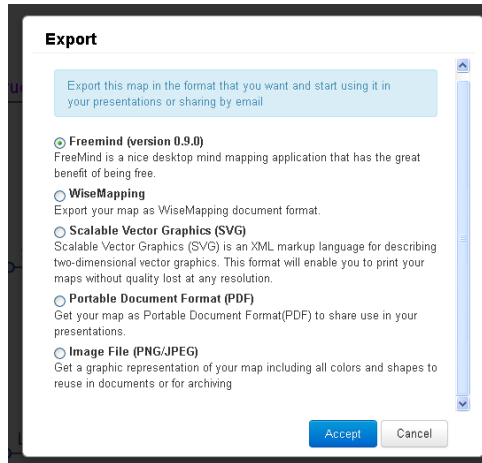 Export
Export this map in the format that you want and start using it in
your presentations or sharing by email
Freemind (version 0.9.0)
FreeMind is a nice desktop mind mapping application that has the great
benefit of being free.
WiseMapping
Export your map as WiseMapping document format.
Scalable Vector Graphics (SVG)
Scalable Vector Graphics (SVG) is an XML markup language for describing
two-dimensional vector graphics. This format will enable you to print your
maps without quality lost at any resolution.
Portable Document Format (PDF)
Get your map as Portable Document Format(PDF) to share use in your
presentations.
Image File (PNG/JPEG)
Get a graphic representation of your map including all colors and shapes to
reuse in documents or for archiving
Accept Cancel